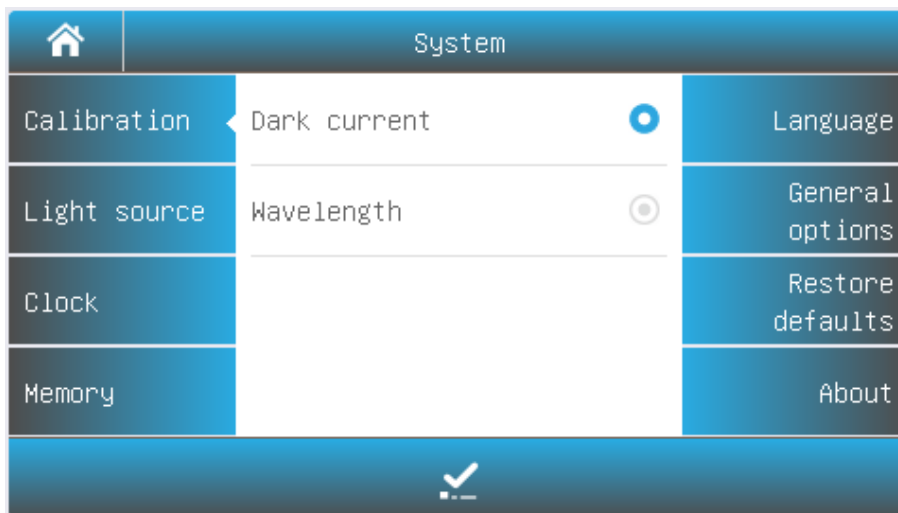 System
Calibration
Dark current
Language
Light source
Wavelength
General
options
Clock
Restore
defaults
Memory
About